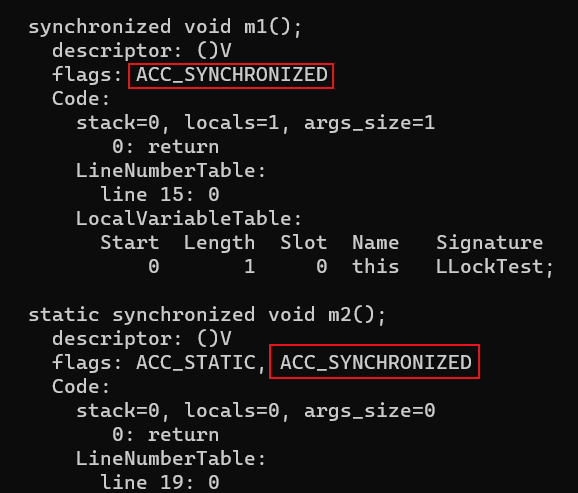 synchronized void m1();
descriptor: ()V
flags: ACC_SYNCHRONIZED
Code:
stack=0, locals=1, args_size=1
0: return
LineNumberTable:
line 15: 0
LocalVariableTable:
Start  Length  Slot  Name   Signature
0       1     0  this   LLockTest;
static synchronized void m2();
descriptor: ()V
flags: ACC_STATIC, ACC_SYNCHRONIZED
Code:
stack=0, locals=0, args_size=0
0: return
LineNumberTable:
line 19: 0